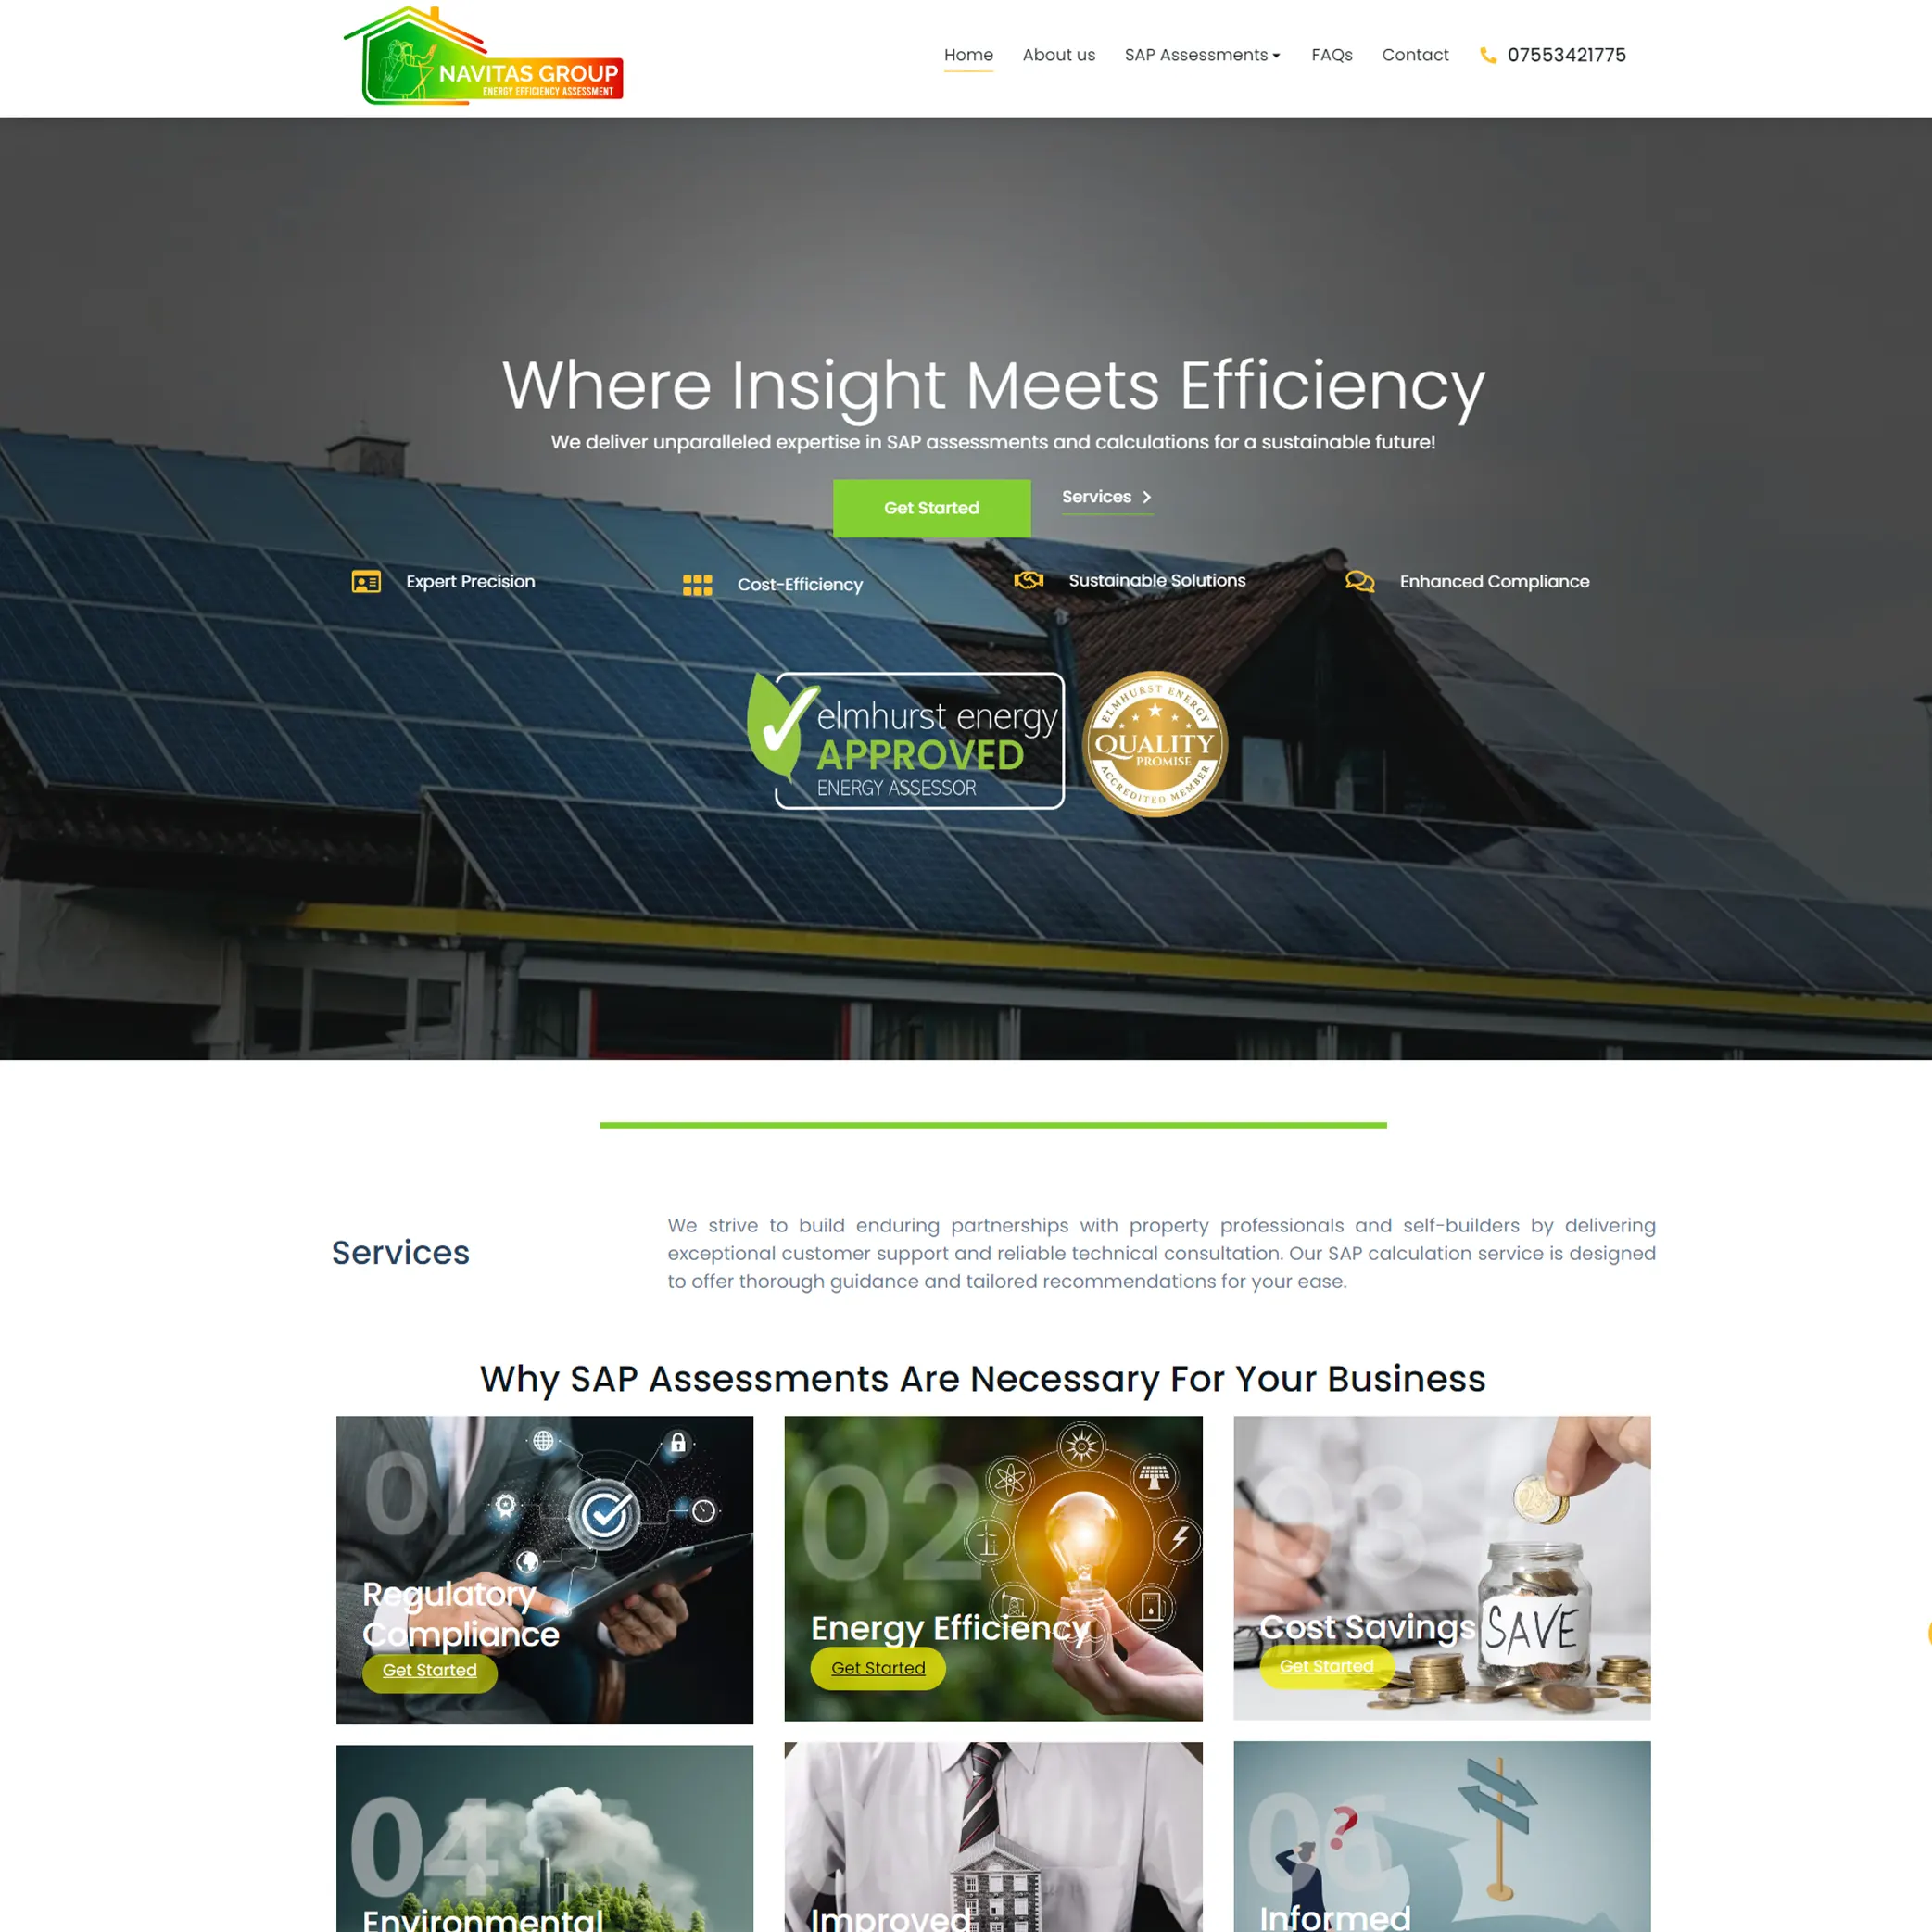 NAVITAS GROUP
ENERGY EFFICIENCY ASSESSMENT
Home About us SAP Assessments FAQs Contact 07553421775
Where Insight Meets Efficiency
We deliver unparalleled expertise in SAP assessments and calculations for a sustainable future!
Get Started Services
Expert Precision Cost-Efficiency Sustainable Solutions Enhanced Compliance
elmhurst energy
APPROVED
ENERGY ASSESSOR
ELMHURST ENERGY
QUALITY
PROMISE
ACCREDITED MEMBER
Services
We strive to build enduring partnerships with property professionals and self-builders by delivering
exceptional customer support and reliable technical consultation. Our SAP calculation service is designed
to offer thorough guidance and tailored recommendations for your ease.
Why SAP Assessments Are Necessary For Your Business
01
Regulatory
Compliance
Get Started
02
Energy Efficiency
Get Started
03
Cost Savings
SAVE
Get Started
04
Environmental
Improved
06
Informed